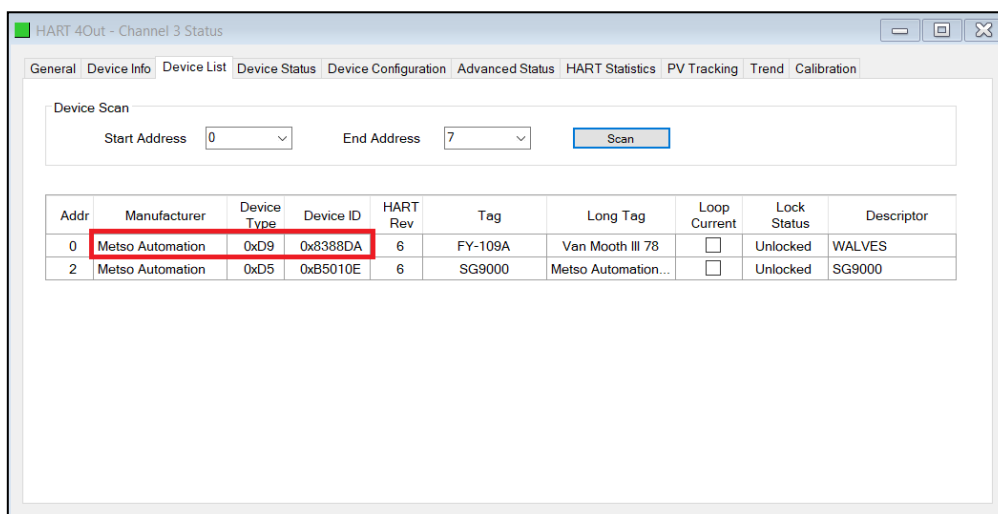 HART 4Out - Channel 3 Status
General Device Info Device List Device Status Device Configuration Advanced Status HART Statistics PV Tracking Trend Calibration
Device Scan
Start Address 0 End Address 7 Scan
Addr Manufacturer Device Type Device ID HART Rev Tag Long Tag Loop Current Lock Status Descriptor
0 Metso Automation 0xD9 0x8388DA 6 FY-109A Van Mooth III 78 Unlocked WALVES
2 Metso Automation 0xD5 0xB5010E 6 SG9000 Metso Automation... Unlocked SG9000